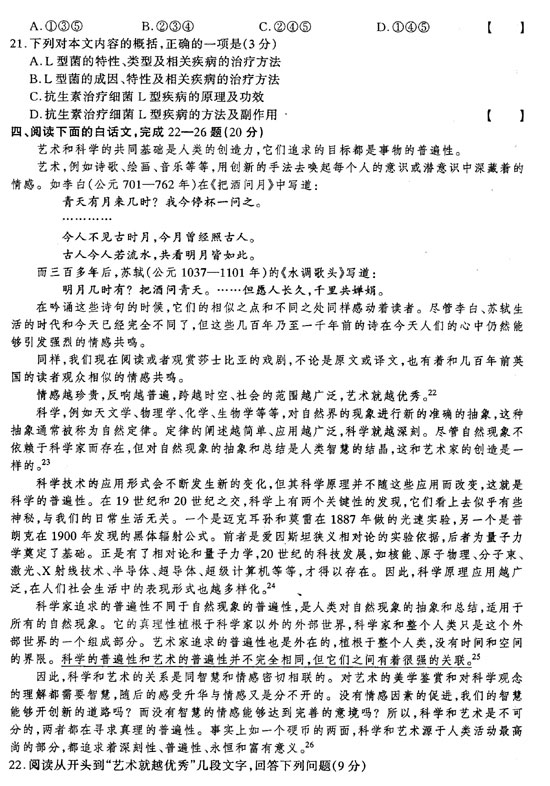 A.①③⑤ B.②③④ C.②④⑤ D.①④⑤ 【 】
21.下列对本文内容的概括,正确的一项是(3分)
A.L型菌的特性、类型及相关疾病的治疗方法
B.L型菌的成因、特性及相关疾病的治疗方法
C.抗生素治疗细菌L型疾病的原理及功效
D.抗生素治疗细菌L型疾病的方法及副作用 【 】
四、阅读下面的白话文,完成22—26题(20分)
艺术和科学的共同基础是人类的创造力,它们追求的目标都是事物的普遍性。
艺术,例如诗歌、绘画、音乐等等,用创新的手法去唤起每个人的意识或潜意识中深藏着的
情感。如李白(公元701—762年)在《把酒问月》中写道:
青天有月来几时?我今停杯一问之。
…………
今人不见古时月,今月曾经照古人。
古人今人若流水,共看明月皆如此。
而三百多年后,苏轼(公元1037—1101年)的《水调歌头》写道:
明月几时有?把酒问青天。……但愿人长久,千里共婵娟。
在吟诵这些诗句的时候,它们的相似之点和不同之处同样感动着读者。尽管李白、苏轼生
活的时代和今天已经完全不同了,但这些几百年乃至一千年前的诗在今天人们的心中仍然能
够引发强烈的情感共鸣。
同样,我们现在阅读或者观赏莎士比亚的戏剧,不论是原文或译文,也有着和几百年前英
国的读者观众相似的情感共鸣。
情感越珍贵,反响越普遍,跨越时空、社会的范围越广泛,艺术就越优秀。22
科学,例如天文学、物理学、化学、生物学等等,对自然界的现象进行新的准确的抽象,这种
抽象通常被称为自然定律。定律的阐述越简单、应用越广泛,科学就越深刻。尽管自然现象不
依赖于科学家而存在,但对自然现象的抽象和总结是人类智慧的结晶,这和艺术家的创造是一
样的。23
科学技术的应用形式会不断发生新的变化,但其科学原理并不随这些应用而改变,这就是
科学的普遍性。在19世纪和20世纪之交,科学上有两个关键性的发现,它们看上去似乎有些
神秘,与我们的日常生活无关。一个是迈克耳孙和莫雷在1887年做的光速实验,另一个是普
朗克在1900年发现的黑体辐射公式。前者是爱因斯坦狭义相对论的实验依据,后者为量子力
学奠定了基础。正是有了相对论和量子力学,20世纪的科技发展,如核能、原子物理、分子束、
激光、X射线技术、半导体、超导体、超级计算机等等,才得以存在。因此,科学原理应用越广
泛,在人们社会生活中的表现形式也越多样化。24
科学家追求的普遍性不同于自然现象的普遍性,是人类对自然现象的抽象和总结,适用于
所有的自然现象。它的真理性植根于科学家以外的外部世界,科学家和整个人类只是这个外
部世界的一个组成部分。艺术家追求的普遍性也是外在的,植根于整个人类,没有时间和空间
的界限。科学的普遍性和艺术的普遍性并不完全相同,但它们之间有着很强的关联。25
因此,科学和艺术的关系是同智慧和情感密切相联的。对艺术的美学鉴赏和对科学观念
的理解都需要智慧,随后的感受升华与情感又是分不开的。没有情感因素的促进,我们的智慧
能够开创新的道路吗?而没有智慧的情感能够达到完善的意境吗?所以,科学和艺术是不可
分的,两者都在寻求真理的普遍性。事实上如一个硬币的两面,科学和艺术源于人类活动最高
尚的部分,都追求着深刻性、普遍性、永恒和富有意义。26
22.阅读从开头到“艺术就越优秀”几段文字,回答下列问题(9分)